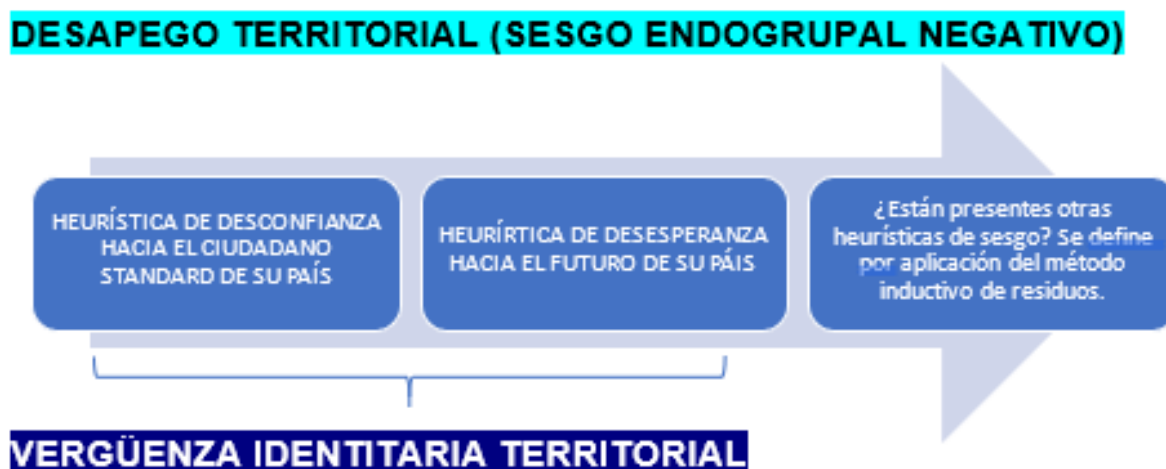 DESAPEGO TERRITORIAL (SESGO ENDOGRUPAL NEGATIVO)
HEURÍSTICA DE DESCONFIANZA
HACIA EL CIUDADANO
STANDARD DE SU PAÍS
HEURÍRTICA DE DESESPERANZA
HACIA EL FUTURO DE SU PÁIS
¿Están presentes otras
heurísticas de sesgo? Se define
por aplicación del método
inductivo de residuos.
VERGÜENZA IDENTITARIA TERRITORIAL